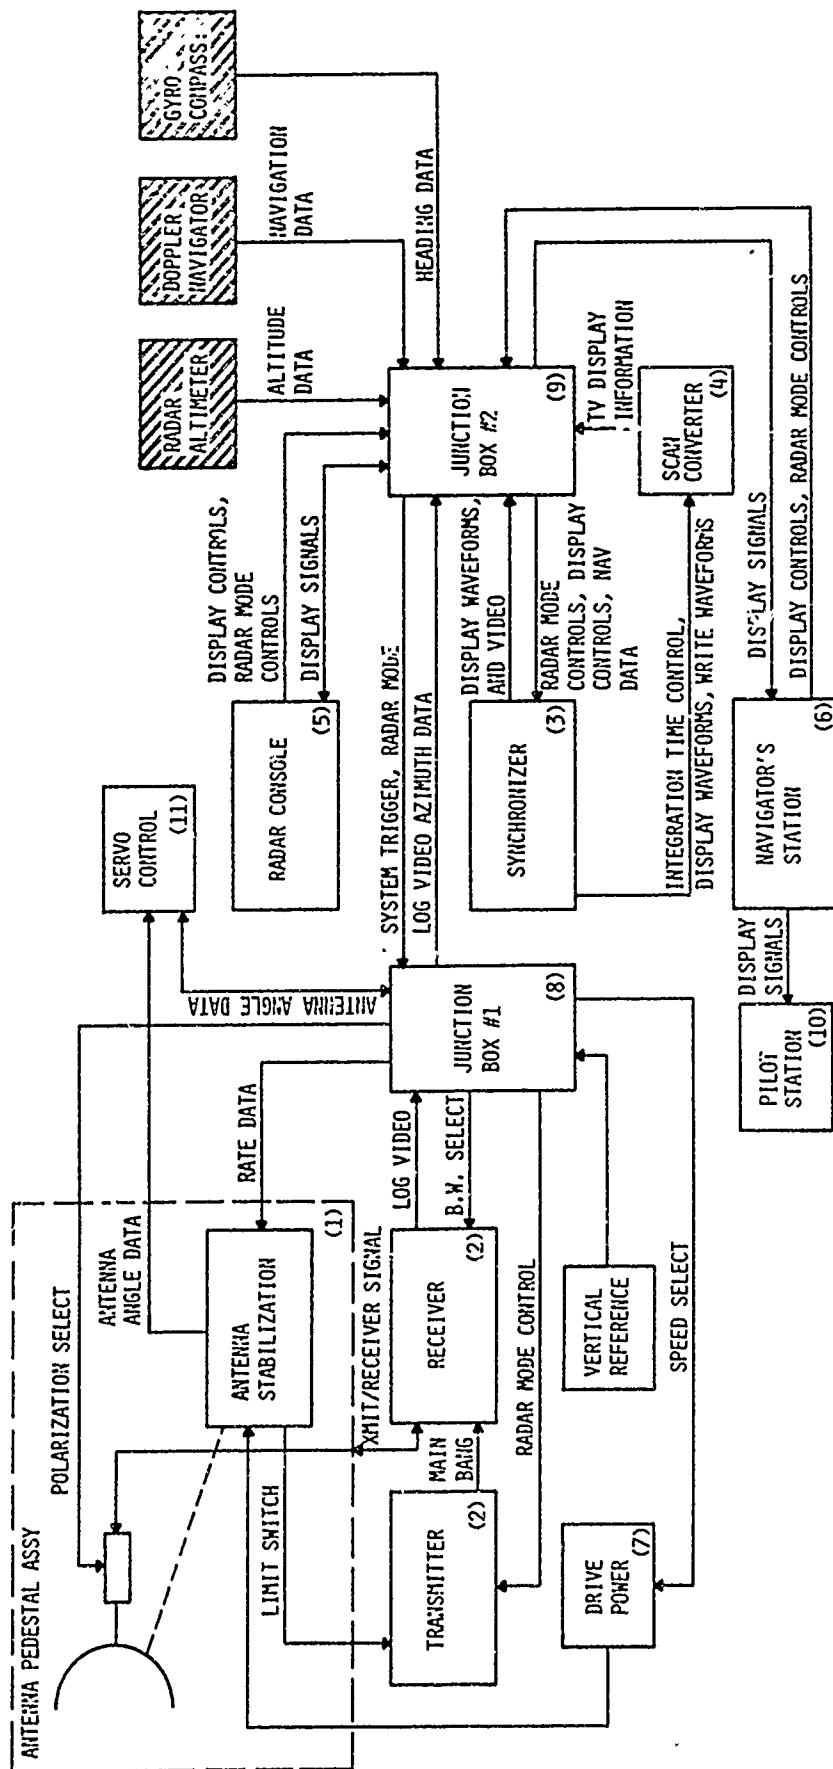 ANTENNA PEDESTAL ASSY
POLARIZATION SELECT
ANTENNA
ANGLE DATA
ANTENNA
STABILIZATION
(1)
LIMIT SWITCH
XMIT/RECEIVER SIGNAL
RATE DATA
ANTENNA ANGLE DATA
SERVO
CONTROL
(11)
TRANSMITTER
(2)
MAIN
BANG
RECEIVER
(2)
LOG VIDEO
B.W. SELECT
RADAR MODE CONTROL
JUNCTION
BOX #1
(8)
DRIVE
POWER
(7)
VERTICAL
REFERENCE
SPEED SELECT
SYSTEM TRIGGER, RADAR MODE
LOG VIDEO AZIMUTH DATA
RADAR CONSOLE
(5)
DISPLAY CONTROLS,
RADAR MODE
CONTROLS
DISPLAY SIGNALS
RADAR
ALTIMETER
ALTITUDE
DATA
DOPPLER
NAVIGATOR
NAVIGATION
DATA
GYRO
COMPASS
HEADING DATA
JUNCTION
BOX #2
(9)
DISPLAY WAVEFORMS,
AND VIDEO
RADAR MODE
CONTROLS, DISPLAY
CONTROLS, NAV
DATA
SYNCHRONIZER
(3)
TV DISPLAY
INFORMATION
SCAN
CONVERTER
(4)
INTEGRATION TIME CONTROL,
DISPLAY WAVEFORMS, WRITE WAVEFORMS
DISPLAY SIGNALS
DISPLAY CONTROLS, RADAR MODE CONTROLS
NAVIGATOR'S
STATION
(6)
DISPLAY
SIGNALS
PILOT
STATION
(10)